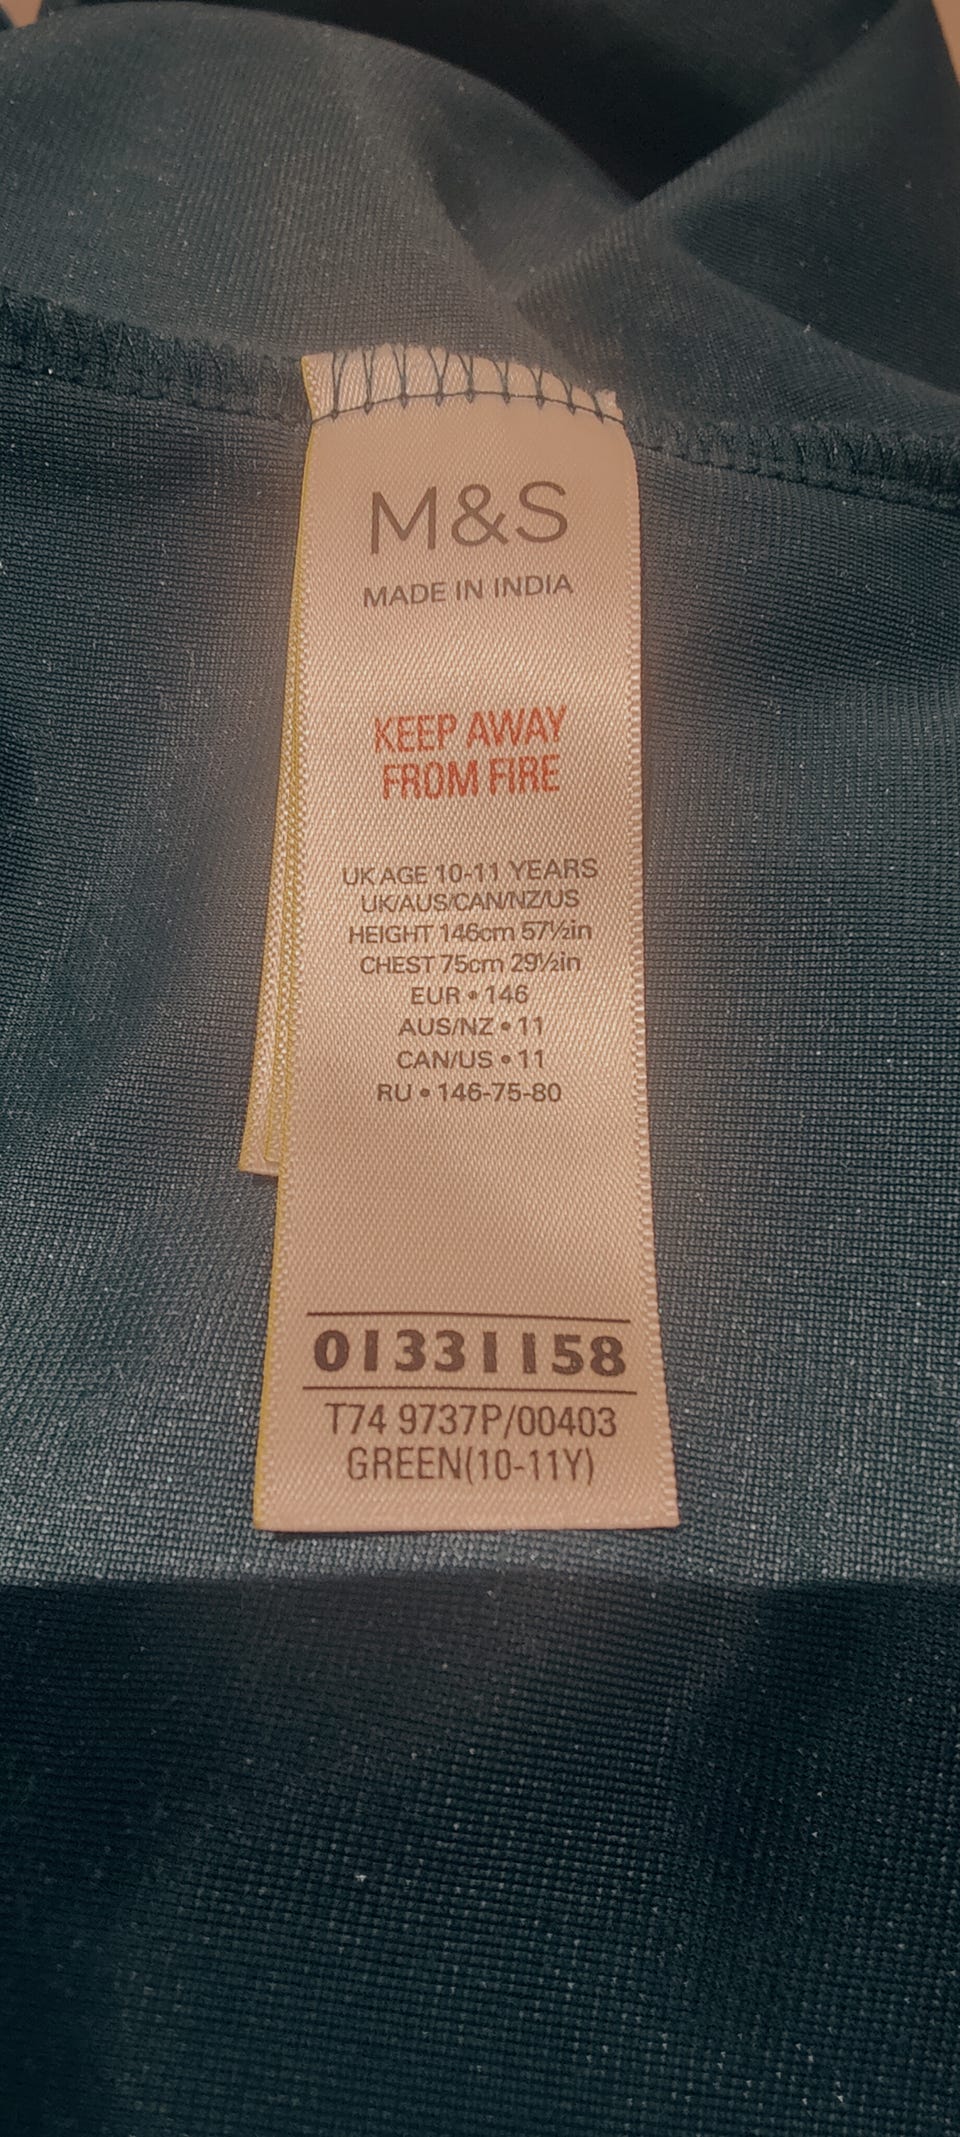 M&S
MADE IN INDIA
KEEP AWAY
FROM FIRE
UK AGE 10-11 YEARS
UK/AUS/CAN/NZ/US
HEIGHT 146cm 57½in
CHEST 75cm 29½in
EUR • 146
AUS/NZ • 11
CAN/US • 11
RU • 146-75-80
01331158
T74 9737P/00403
GREEN(10-11Y)